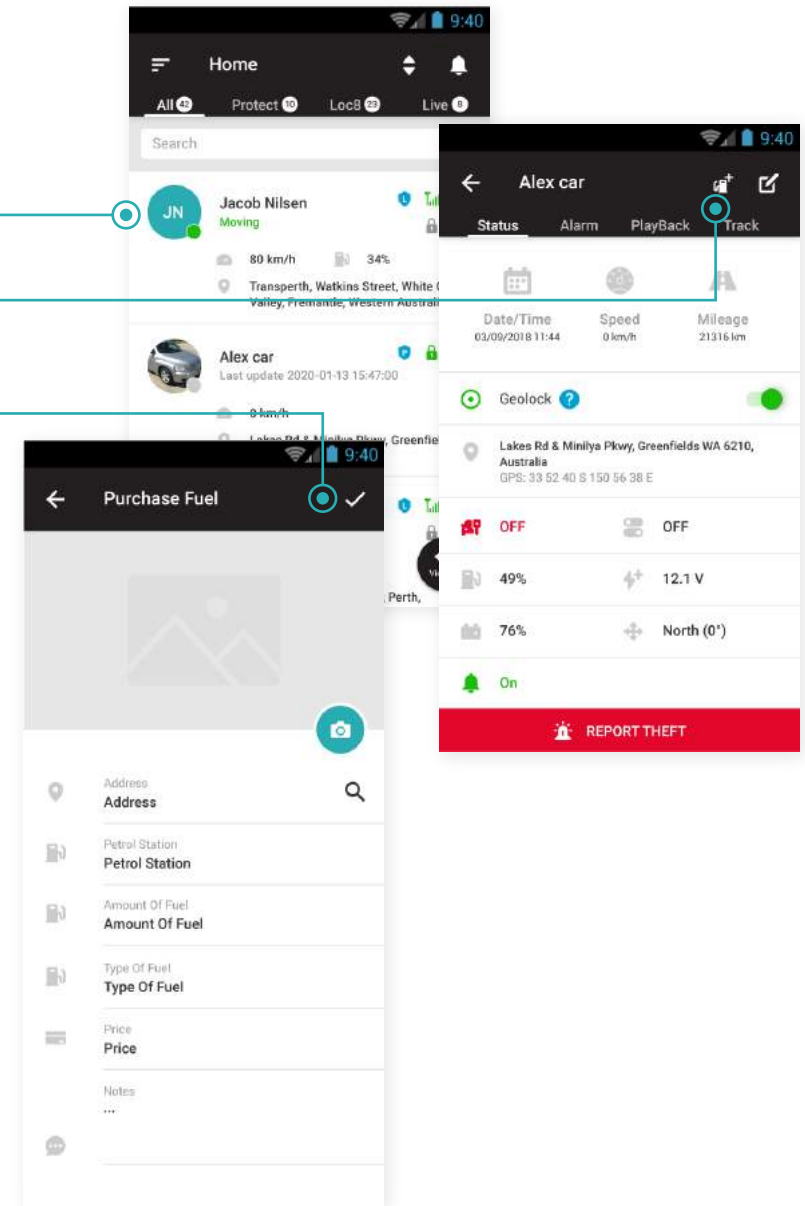 9:40
Home
All 42 Protect 10 Loc8 23 Live 8
Search
JN
Jacob Nilsen
Moving
80 km/h 34%
Transperth, Watkins Street, White
Valley, Fremantle, Western
Alex car
Last update 2020-01-13 15:47:00
0 km/h
Lakes Rd & Minilya Pkwy,
Perth,
9:40
Alex car
Status Alarm PlayBack Track
Date/Time Speed Mileage
03/09/2018 11:44 0 km/h 21316 km
Geolock ?
Lakes Rd & Minilya Pkwy, Greenfields WA 6210,
Australia
GPS: 33 52 40 S 150 56 38 E
OFF OFF
49% 12.1 V
76% North (0°)
On
REPORT THEFT
9:40
Purchase Fuel
Address
Address
Petrol Station
Petrol Station
Amount Of Fuel
Amount Of Fuel
Type Of Fuel
Type Of Fuel
Price
Price
Notes
...